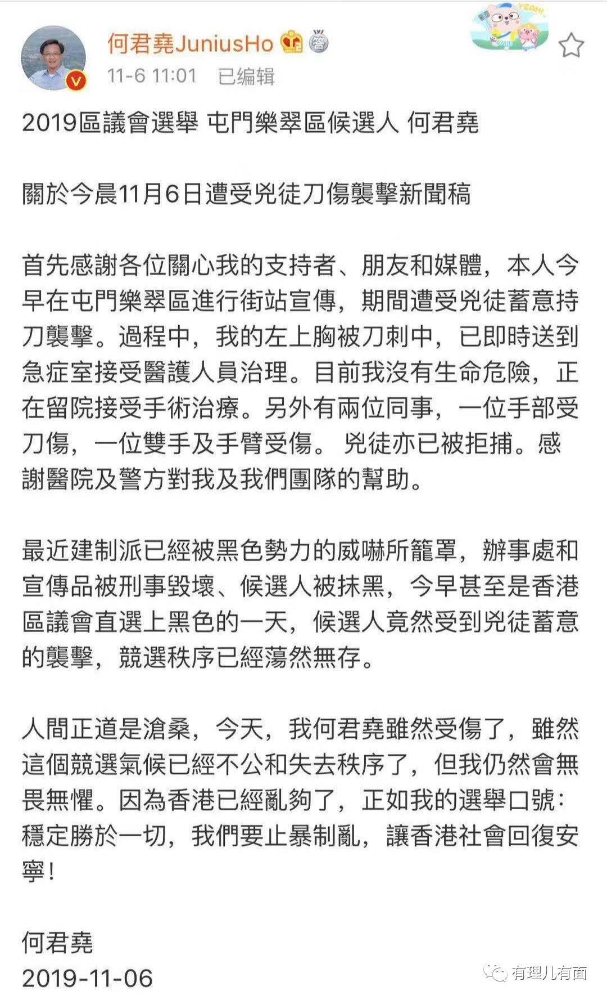 YEAH!
何君堯JuniusHo
答
11-6 11:01 已编辑
2019區議會選舉 屯門樂翠區候選人 何君堯
關於今晨11月6日遭受兇徒刀傷襲擊新聞稿
首先感謝各位關心我的支持者、朋友和媒體，本人今
早在屯門樂翠區進行街站宣傳，期間遭受兇徒蓄意持
刀襲擊。過程中，我的左上胸被刀刺中，已即時送到
急症室接受醫護人員治理。目前我沒有生命危險，正
在留院接受手術治療。另外有兩位同事，一位手部受
刀傷，一位雙手及手臂受傷。 兇徒亦已被拒捕。感
謝醫院及警方對我及我們團隊的幫助。
最近建制派已經被黑色勢力的威嚇所籠罩，辦事處和
宣傳品被刑事毀壞、候選人被抹黑，今早甚至是香港
區議會直選上黑色的一天，候選人竟然受到兇徒蓄意
的襲擊，競選秩序已經蕩然無存。
人間正道是滄桑，今天，我何君堯雖然受傷了，雖然
這個競選氣候已經不公和失去秩序了，但我仍然會無
畏無懼。因為香港已經亂夠了，正如我的選舉口號：
穩定勝於一切，我們要止暴制亂，讓香港社會回復安
寧！
何君堯
2019-11-06
有理儿有面